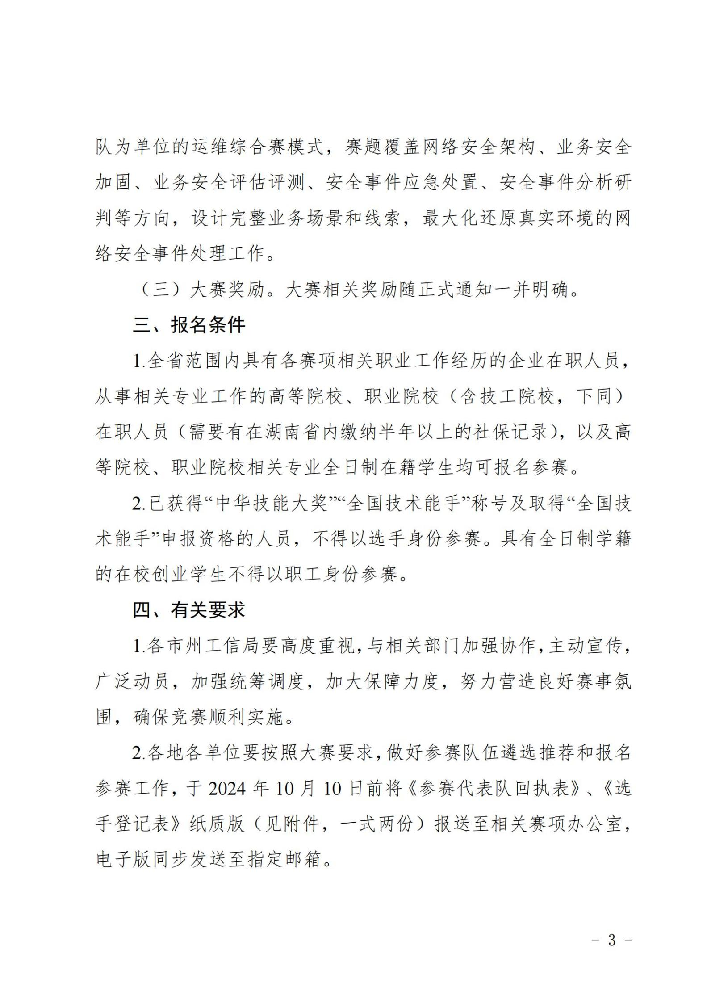 队为单位的运维综合赛模式，赛题覆盖网络安全架构、业务安全
加固、业务安全评估评测、安全事件应急处置、安全事件分析研
判等方向，设计完整业务场景和线索，最大化还原真实环境的网
络安全事件处理工作。
（三）大赛奖励。大赛相关奖励随正式通知一并明确。
三、报名条件
1.全省范围内具有各赛项相关职业工作经历的企业在职人员，
从事相关专业工作的高等院校、职业院校（含技工院校，下同）
在职人员（需要有在湖南省内缴纳半年以上的社保记录），以及高
等院校、职业院校相关专业全日制在籍学生均可报名参赛。
2.已获得“中华技能大奖”“全国技术能手”称号及取得“全国技
术能手”申报资格的人员，不得以选手身份参赛。具有全日制学籍
的在校创业学生不得以职工身份参赛。
四、有关要求
1.各市州工信局要高度重视，与相关部门加强协作，主动宣传，
广泛动员，加强统筹调度，加大保障力度，努力营造良好赛事氛
围，确保竞赛顺利实施。
2.各地各单位要按照大赛要求，做好参赛队伍遴选推荐和报名
参赛工作，于 2024 年 10 月 10 日前将《参赛代表队回执表》、《选
手登记表》纸质版（见附件，一式两份）报送至相关赛项办公室，
电子版同步发送至指定邮箱。
- 3 -